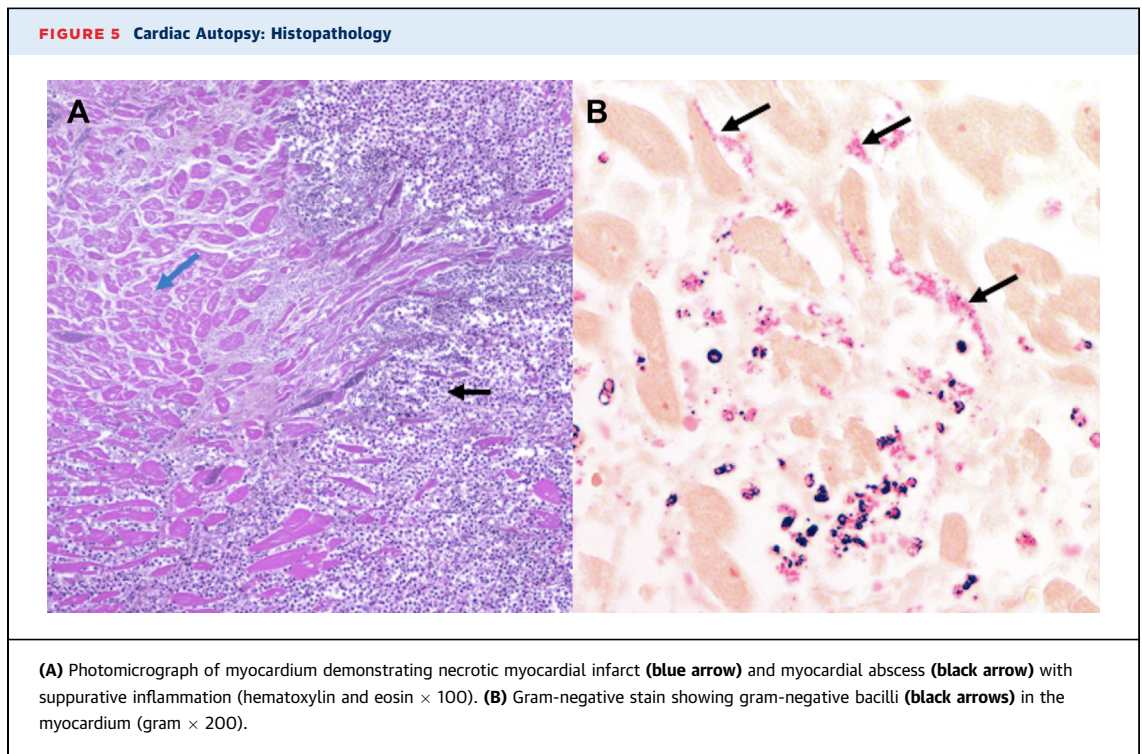 FIGURE 5 Cardiac Autopsy: Histopathology
A
B
(A) Photomicrograph of myocardium demonstrating necrotic myocardial infarct (blue arrow) and myocardial abscess (black arrow) with
suppurative inflammation (hematoxylin and eosin × 100). (B) Gram-negative stain showing gram-negative bacilli (black arrows) in the
myocardium (gram × 200).